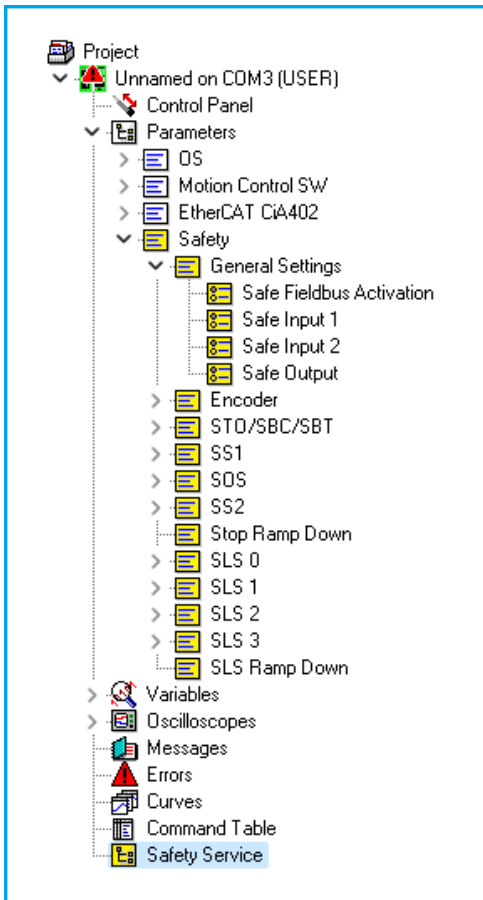 Project
Unnamed on COM3 (USER)
Control Panel
Parameters
OS
Motion Control SW
EtherCAT CiA402
Safety
General Settings
Safe Fieldbus Activation
Safe Input 1
Safe Input 2
Safe Output
Encoder
STO/SBC/SBT
SS1
SOS
SS2
Stop Ramp Down
SLS 0
SLS 1
SLS 2
SLS 3
SLS Ramp Down
Variables
Oscilloscopes
Messages
Errors
Curves
Command Table
Safety Service